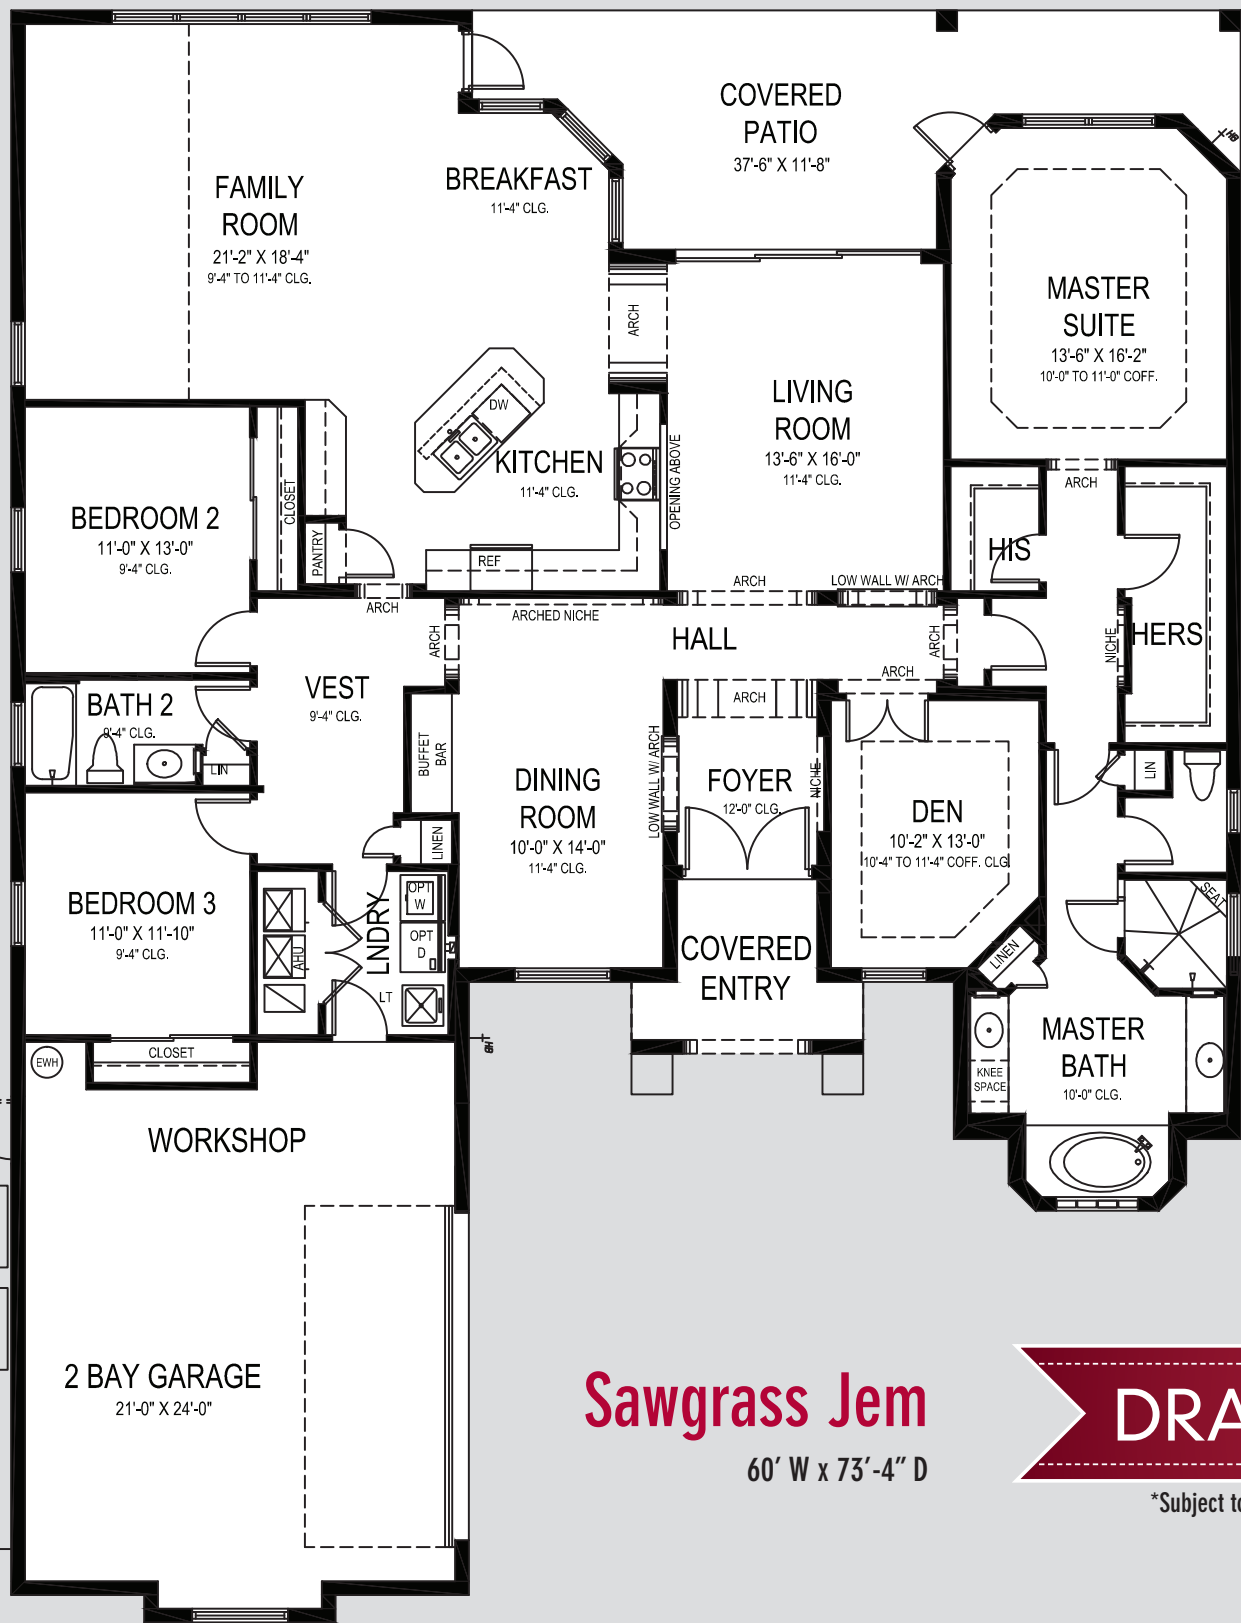 COVERED
PATIO
37'-6" X 11'-8"
HB
FAMILY
ROOM
21'-2" X 18'-4"
9'-4" TO 11'-4" CLG.
BREAKFAST
11'-4" CLG.
MASTER
SUITE
13'-6" X 16'-2"
10'-0" TO 11'-0" COFF.
ARCH
LIVING
ROOM
13'-6" X 16'-0"
11'-4" CLG.
DW
KITCHEN
11'-4" CLG.
OPENING ABOVE
ARCH
BEDROOM 2
11'-0" X 13'-0"
9'-4" CLG.
CLOSET
PANTRY
REF
HIS
HERS
NICHE
ARCH
ARCHED NICHE
ARCH
LOW WALL W/ ARCH
ARCH
HALL
ARCH
ARCH
ARCH
VEST
9'-4" CLG.
BATH 2
9'-4" CLG.
LIN
BUFFET
BAR
LOW WALL W/ ARCH
DINING
ROOM
10'-0" X 14'-0"
11'-4" CLG.
FOYER
12'-0" CLG.
NICHE
DEN
10'-2" X 13'-0"
10'-4" TO 11'-4" COFF. CLG
LIN
SEAT
LINEN
BEDROOM 3
11'-0" X 11'-10"
9'-4" CLG.
AHU
LNDRY
OPT
W
OPT
D
LT
COVERED
ENTRY
LINEN
MASTER
BATH
10'-0" CLG.
KNEE
SPACE
EWH
CLOSET
HB
WORKSHOP
2 BAY GARAGE
21'-0" X 24'-0"
Sawgrass Jem
60' W x 73'-4" D
DRA
*Subject to